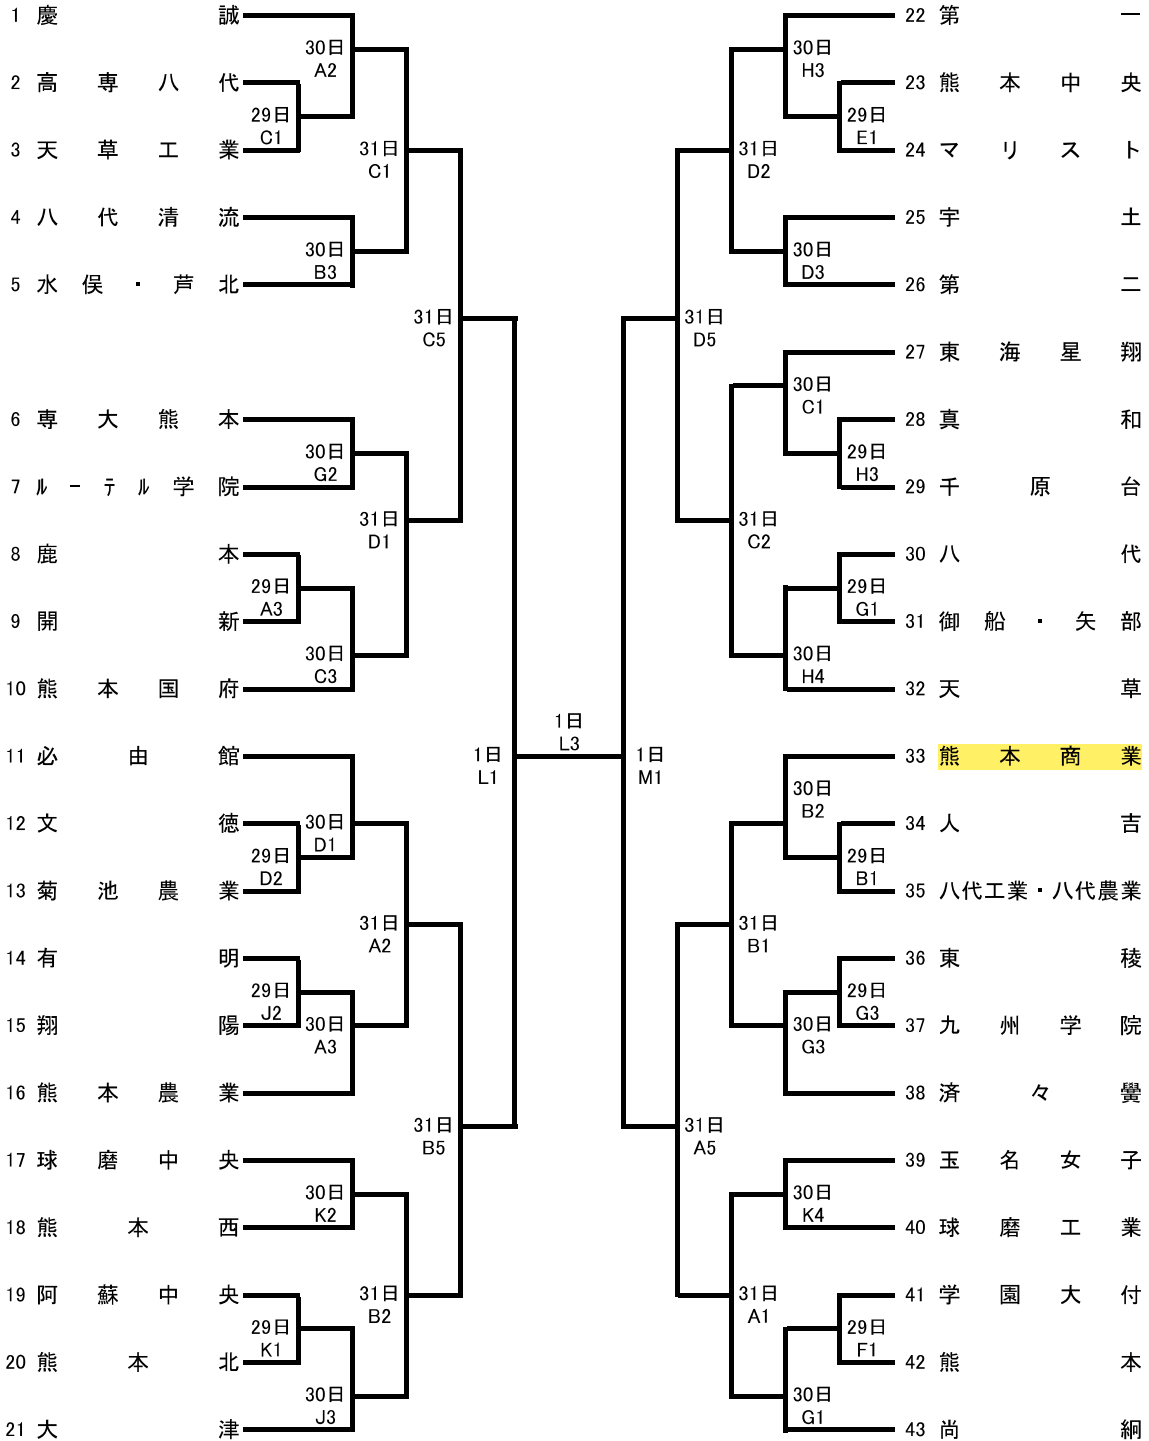 1 慶誠
30日
A2
2 高専八代
29日
C1
3 天草工業
31日
C1
4 八代清流
30日
B3
5 水俣・芦北
31日
C5
6 専大熊本
30日
G2
7 ルーテル学院
31日
D1
8 鹿本
29日
A3
9 開新
30日
C3
10 熊本国府
11 必由館
30日
D1
12 文徳
29日
D2
13 菊池農業
31日
A2
14 有明
29日
J2
15 翔陽
30日
A3
16 熊本農業
31日
B5
17 球磨中央
30日
K2
18 熊本西
31日
B2
19 阿蘇中央
29日
K1
20 熊本北
30日
J3
21 大津
1日
L1
1日
L3
1日
M1
22 第一
30日
H3
23 熊本中央
29日
E1
24 マリスト
31日
D2
25 宇土
30日
D3
26 第二
31日
D5
27 東海星翔
30日
C1
28 真和
29日
H3
29 千原台
31日
C2
30 八代
29日
G1
31 御船・矢部
30日
H4
32 天草
33 熊本商業
30日
B2
34 人吉
29日
B1
35 八代工業・八代農業
31日
B1
36 東稜
29日
G3
37 九州学院
30日
G3
38 済々黌
31日
A5
39 玉名女子
30日
K4
40 球磨工業
31日
A1
41 学園大付
29日
F1
42 熊本
30日
G1
43 尚絅